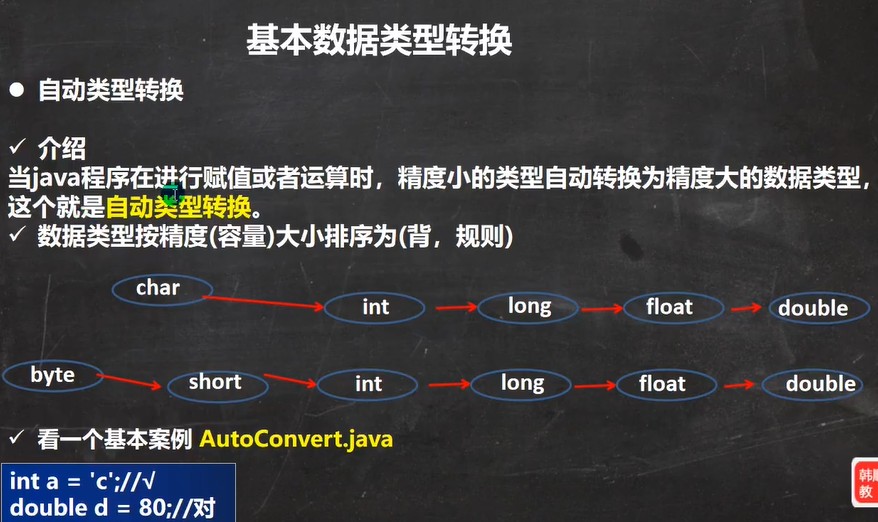 基本数据类型转换
● 自动类型转换
✓ 介绍
当java程序在进行赋值或者运算时，精度小的类型自动转换为精度大的数据类型，
这个就是自动类型转换。
✓ 数据类型按精度(容量)大小排序为(背，规则)
char int long float double
byte short int long float double
✓ 看一个基本案例 AutoConvert.java
int a = 'c';//√
double d = 80;//对
韩顺
教